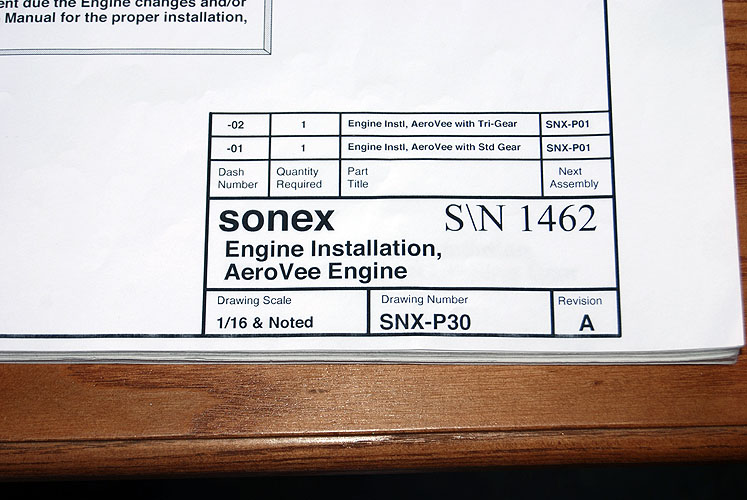 ent due the Engine changes and/or
Manual for the proper installation,
-02 1 Engine Instl, AeroVee with Tri-Gear SNX-P01
-01 1 Engine Instl, AeroVee with Std Gear SNX-P01
Dash Number Quantity Required Part Title Next Assembly
sonex S\N 1462
Engine Installation,
AeroVee Engine
Drawing Scale Drawing Number Revision
1/16 & Noted SNX-P30 A